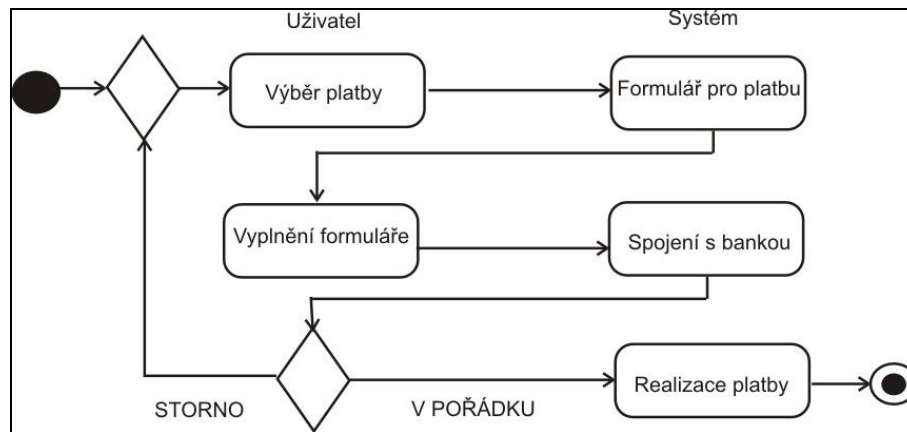 Uživatel
Systém
Výběr platby
Formulář pro platbu
Vyplnění formuláře
Spojení s bankou
Realizace platby
STORNO
V POŘÁDKU